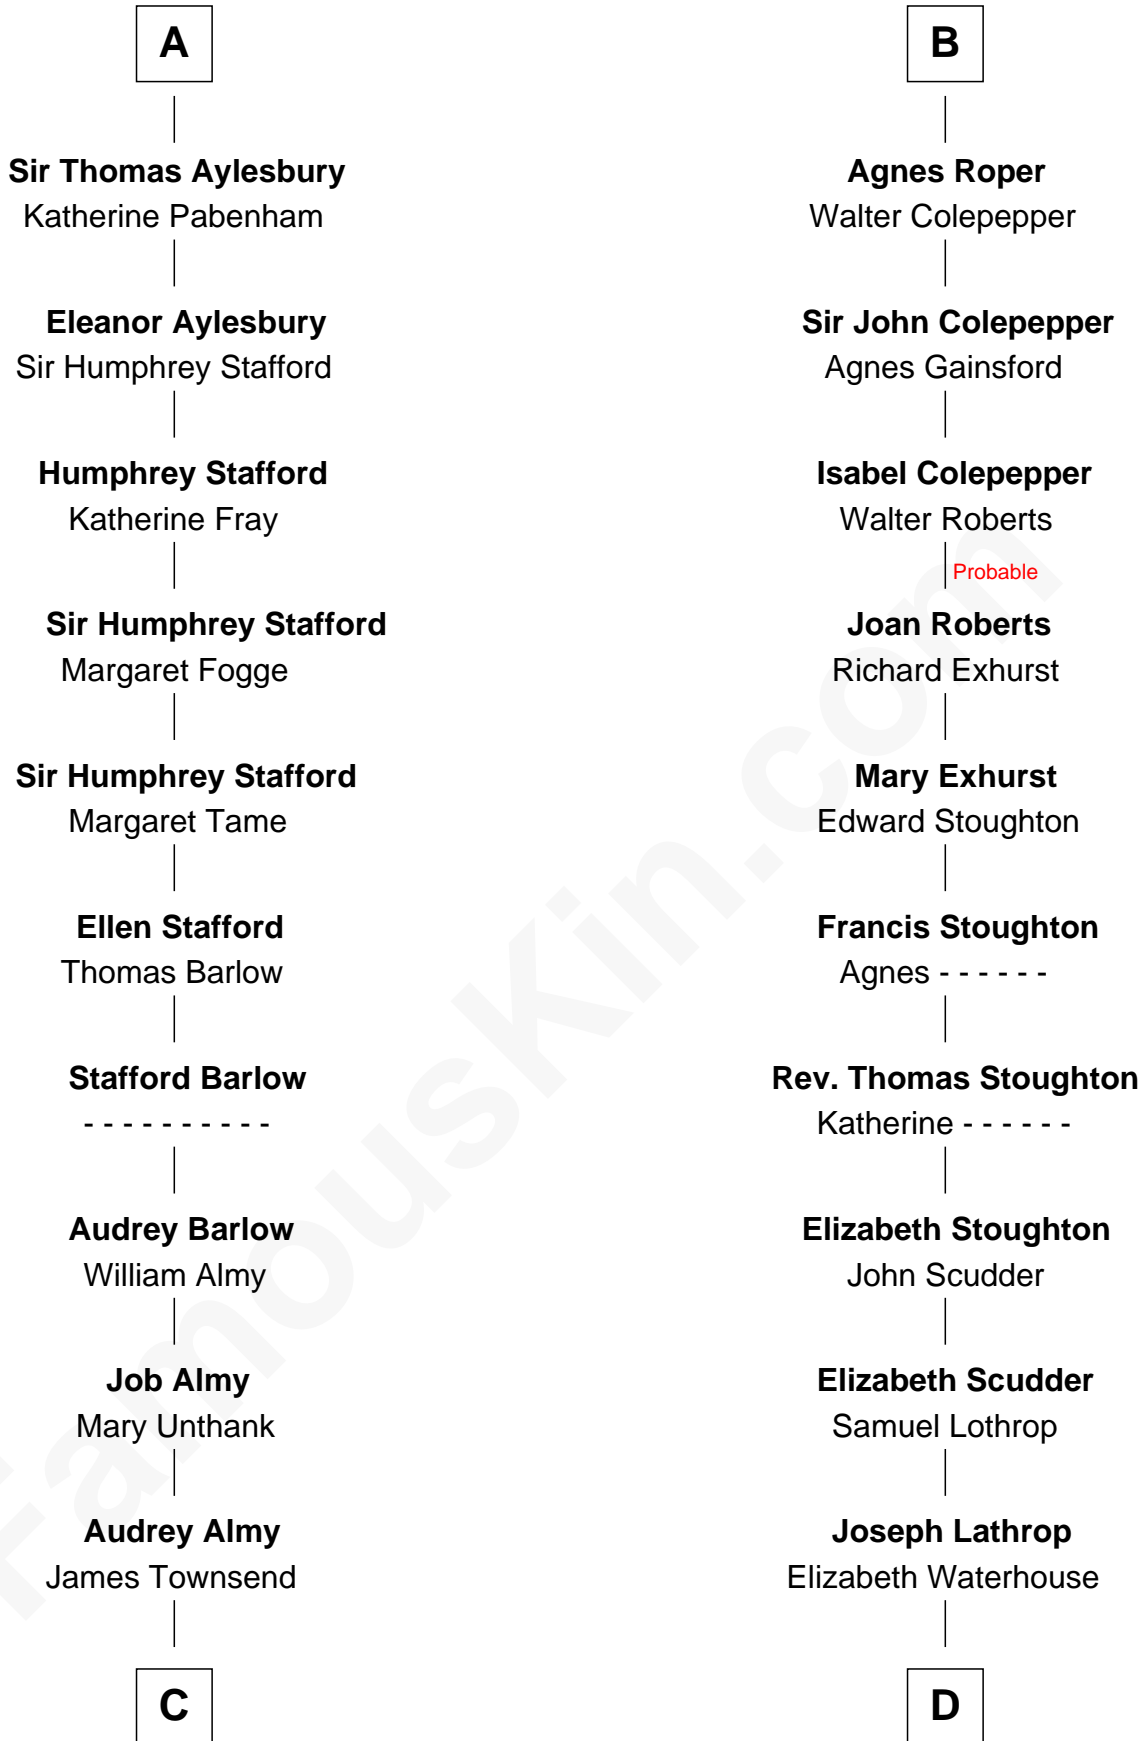 A
Sir Thomas Aylesbury
Katherine Pabenham
Eleanor Aylesbury
Sir Humphrey Stafford
Humphrey Stafford
Katherine Fray
Sir Humphrey Stafford
Margaret Fogge
Sir Humphrey Stafford
Margaret Tame
Ellen Stafford
Thomas Barlow
Stafford Barlow
- - - - - - - - - -
Audrey Barlow
William Almy
Job Almy
Mary Unthank
Audrey Almy
James Townsend
C
B
Agnes Roper
Walter Colepepper
Sir John Colepepper
Agnes Gainsford
Isabel Colepepper
Walter Roberts
Probable
Joan Roberts
Richard Exhurst
Mary Exhurst
Edward Stoughton
Francis Stoughton
Agnes - - - - - -
Rev. Thomas Stoughton
Katherine - - - - - -
Elizabeth Stoughton
John Scudder
Elizabeth Scudder
Samuel Lothrop
Joseph Lathrop
Elizabeth Waterhouse
D
FamousKin.com